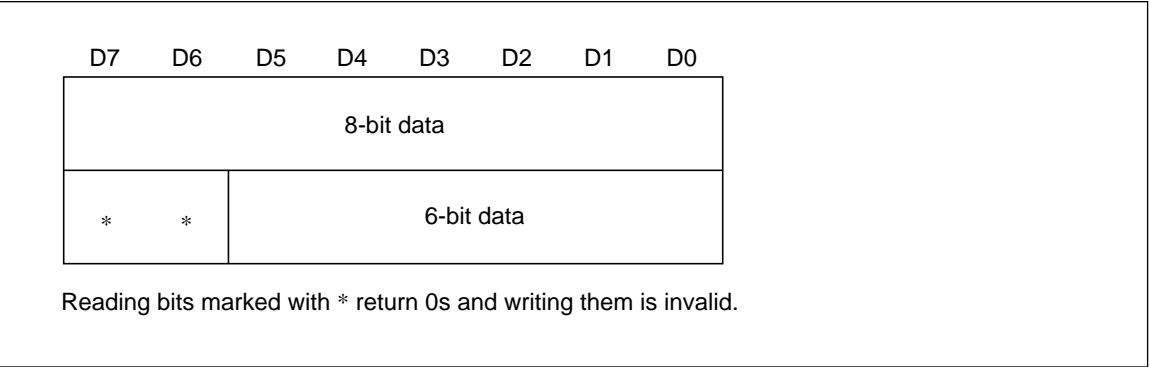 D7 D6 D5 D4 D3 D2 D1 D0
8-bit data
* * 6-bit data
Reading bits marked with * return 0s and writing them is invalid.